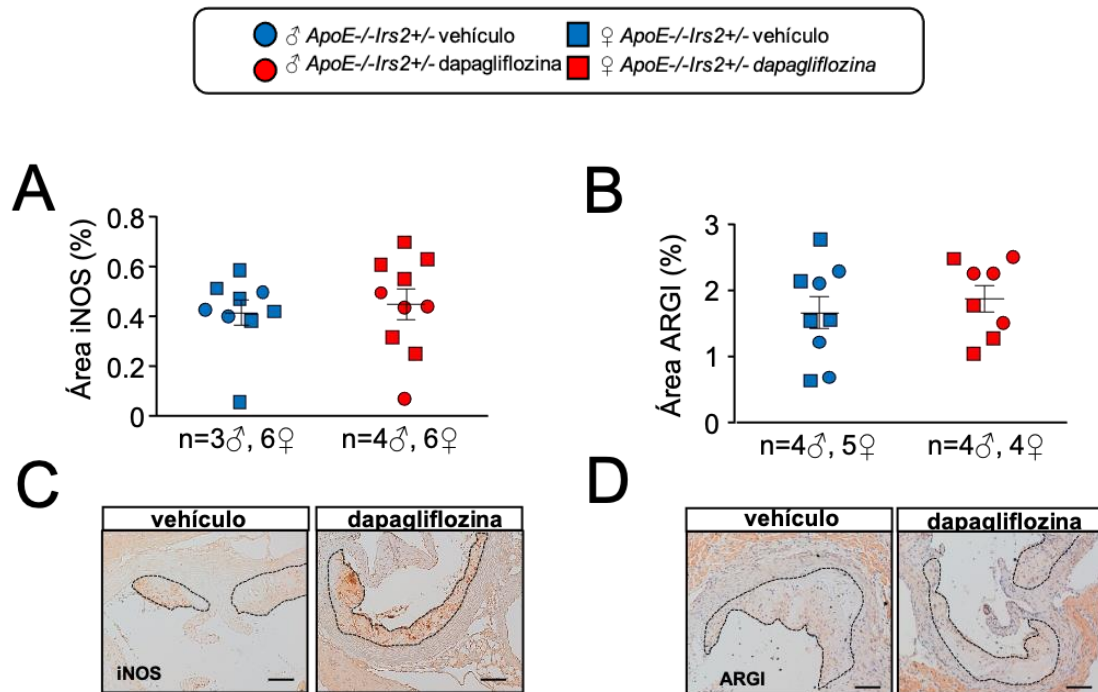 ♂ ApoE-/-Irs2+/- vehículo
♀ ApoE-/-Irs2+/- vehículo
♂ ApoE-/-Irs2+/- dapagliflozina
♀ ApoE-/-Irs2+/- dapagliflozina
A
Área iNOS (%)
0.8
0.6
0.4
0.2
0
n=3♂, 6♀
n=4♂, 6♀
B
Área ARGI (%)
3
2
1
0
n=4♂, 5♀
n=4♂, 4♀
C
vehículo
dapagliflozina
iNOS
D
vehículo
dapagliflozina
ARGI